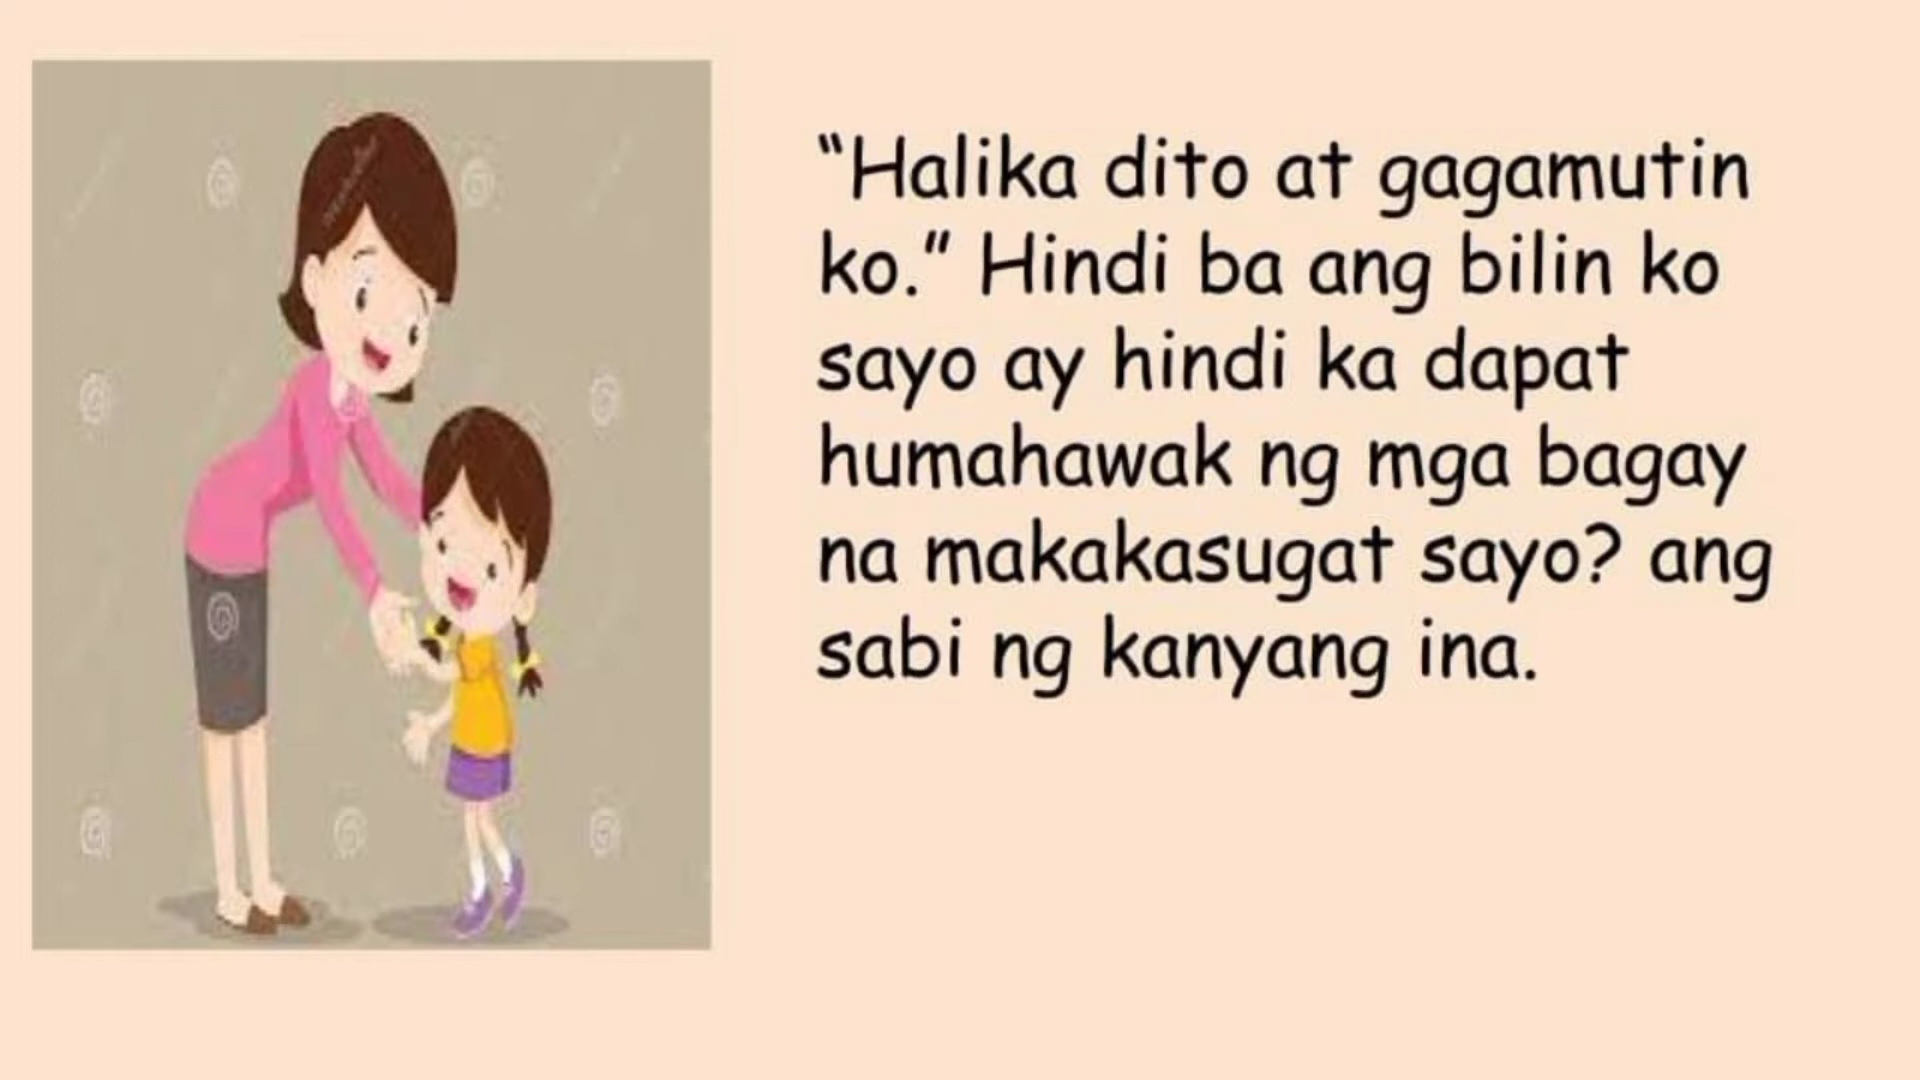 “Halika dito at gagamutin
ko.” Hindi ba ang bilin ko
sayo ay hindi ka dapat
humahawak ng mga bagay
na makakasugat sayo? ang
sabi ng kanyang ina.